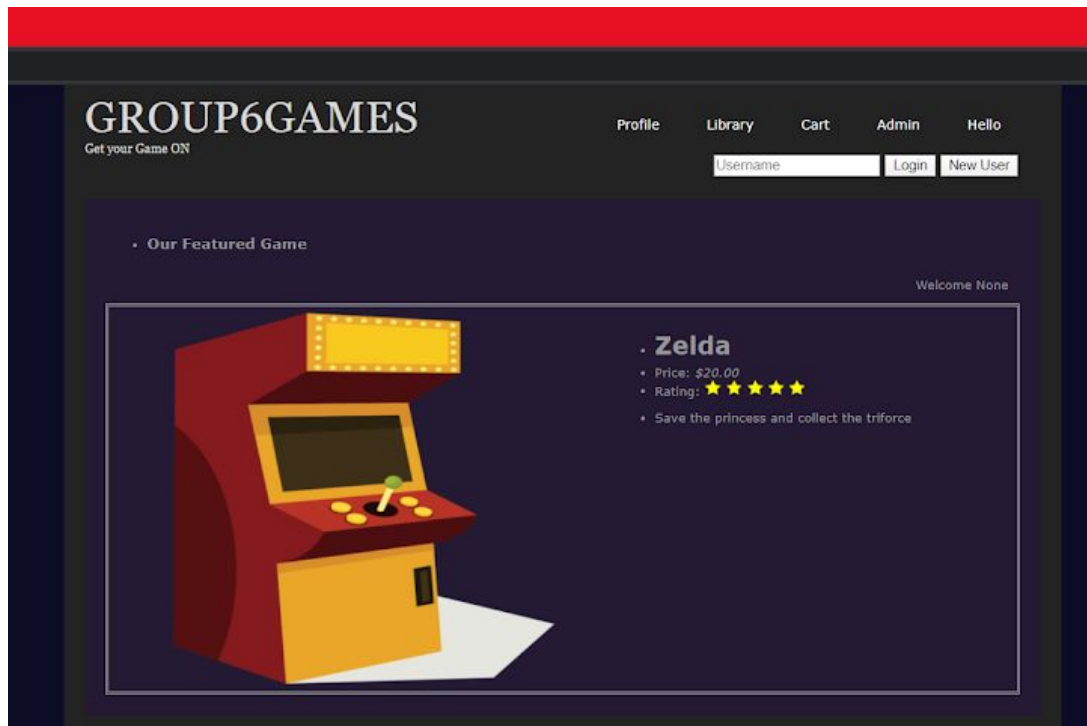 GROUP6GAMES
Get your Game ON
Profile Library Cart Admin Hello
Username Login New User
• Our Featured Game
Welcome None
• Zelda
• Price: $20.00
• Rating:
• Save the princess and collect the triforce